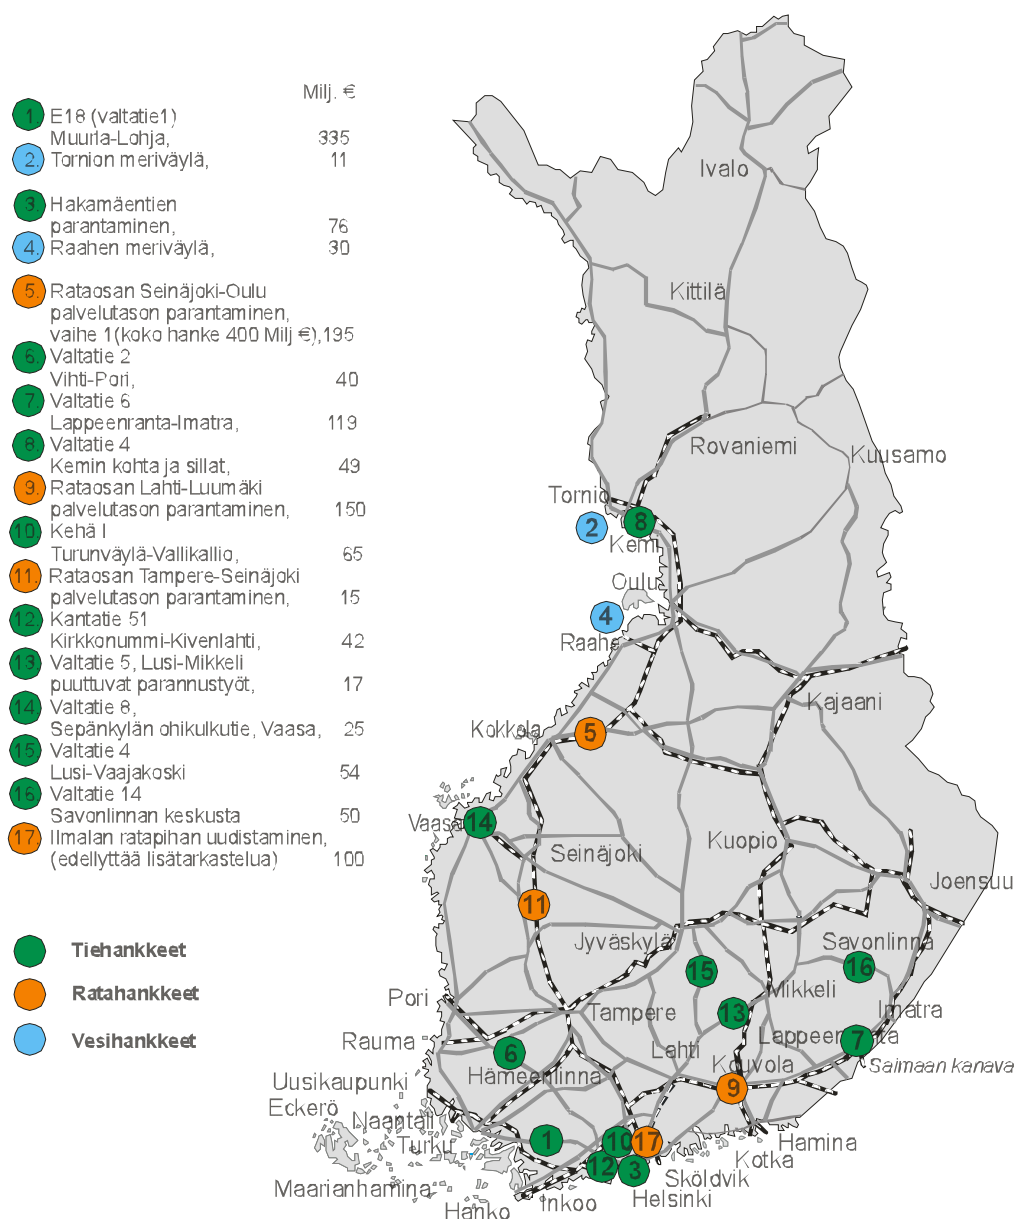 Milj. €
1 E18 (valtatie1)
Muurla-Lohja, 335
2. Tornion meriväylä, 11
3. Hakamäentien
parantaminen, 76
4. Raahen meriväylä, 30
5. Rataosan Seinäjoki-Oulu
palvelutason parantaminen,
vaihe 1(koko hanke 400 Milj €),195
6. Valtatie 2
Vihti-Pori, 40
7. Valtatie 6
Lappeenranta-Imatra, 119
8. Valtatie 4
Kemin kohta ja sillat, 49
9. Rataosan Lahti-Luumäki
palvelutason parantaminen, 150
10 Kehä I
Turunväylä-Vallikallio, 65
11. Rataosan Tampere-Seinäjoki
palvelutason parantaminen, 15
12 Kantatie 51
Kirkkonummi-Kivenlahti, 42
13 Valtatie 5, Lusi-Mikkeli
puuttuvat parannustyöt, 17
14 Valtatie 8,
Sepänkylän ohikulkutie, Vaasa, 25
15 Valtatie 4
Lusi-Vaajakoski 54
16 Valtatie 14
Savonlinnan keskusta 50
17. Ilmalan ratapihan uudistaminen,
(edellyttää lisätarkastelua) 100
Tiehankkeet
Ratahankkeet
Vesihankkeet
Ivalo
Kittilä
Rovaniemi
Kuusamo
Tornio
2
8
Kemi
Oulu
4
Raahe
Kajaani
Kokkola
5
Vaasa
14
Kuopio
Seinäjoki
Joensuu
11
Jyväskylä
Savonlinna
15
16
Mikkeli
Pori
Imatra
Tampere
13
Rauma
Lappeenranta
7
Lahti
6
Kouvola
Saimaan kanava
Hämeenlinna
Uusikaupunki
9
Eckerö
Naantali
Turku
1
10
17
Hamina
Kotka
12
3
Sköldvik
Maarianhamina
Inkoo
Helsinki
Hanko